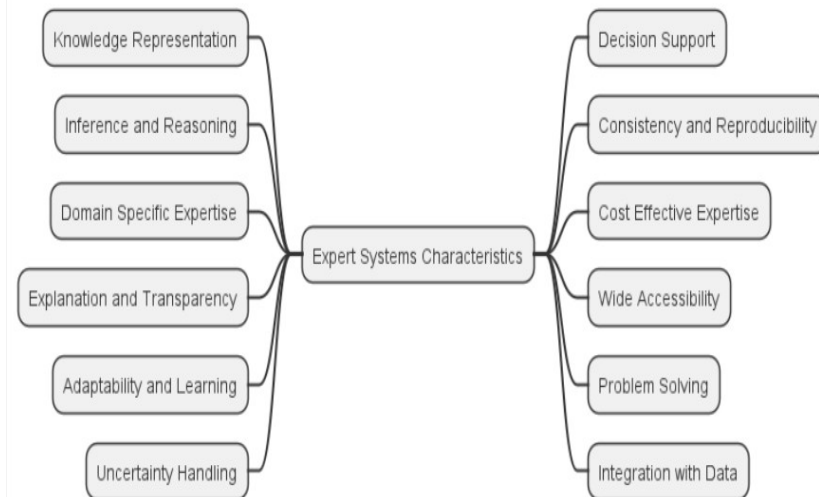 Knowledge Representation
Inference and Reasoning
Domain Specific Expertise
Explanation and Transparency
Adaptability and Learning
Uncertainty Handling
Expert Systems Characteristics
Decision Support
Consistency and Reproducibility
Cost Effective Expertise
Wide Accessibility
Problem Solving
Integration with Data